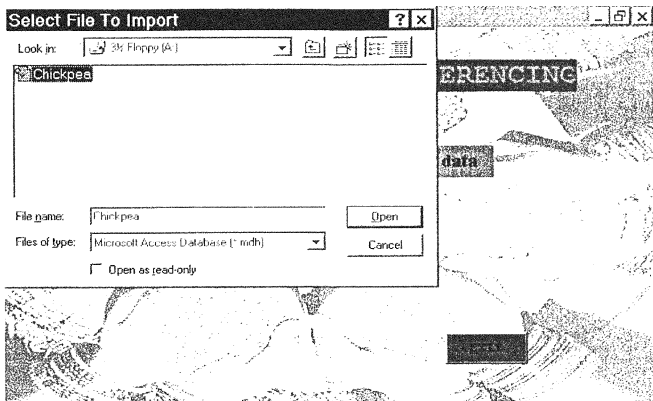 Select File To Import
Look in: 3½ Floppy (A:)
Chickpea
ERENCING
data
File name: Chickpea Open
Files of type: Microsoft Access Database (*.mdb) Cancel
Open as read-only